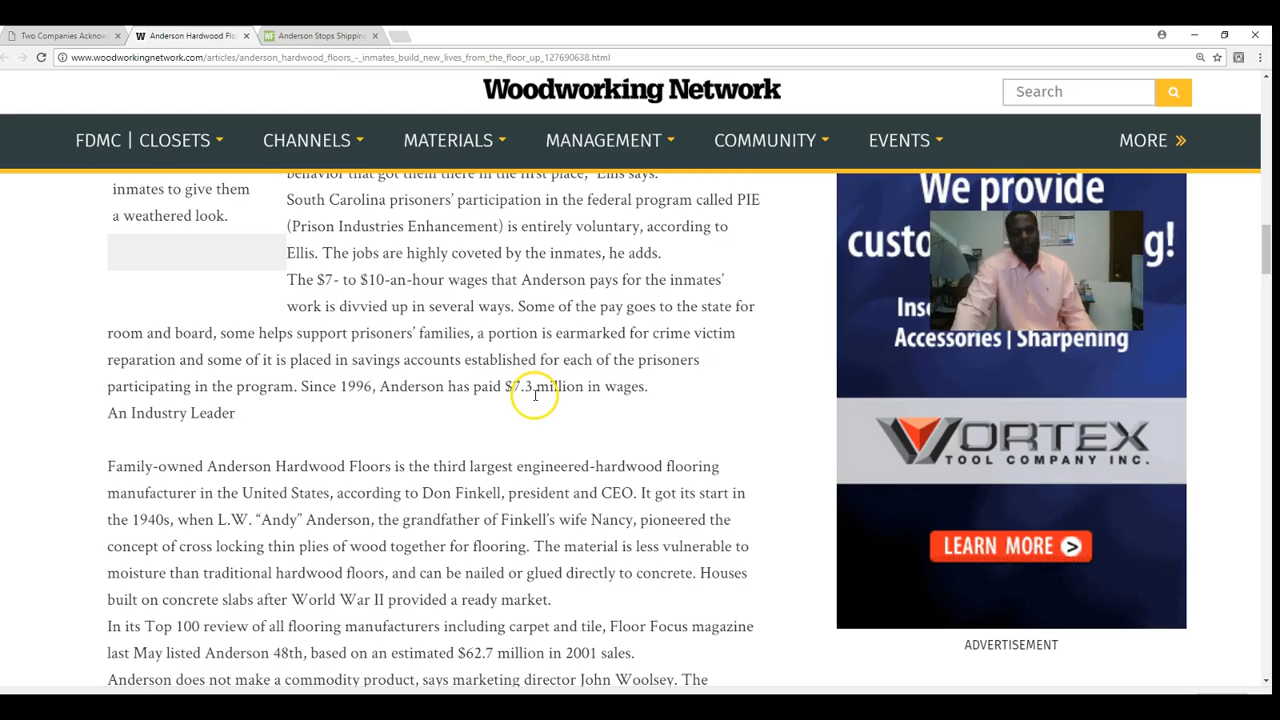 Two Companies Acknow
Anderson Hardwood Flo
Anderson Stops Shippin
www.woodworkingnetwork.com/articles/anderson_hardwood_floors_-_inmates_build_new_lives_from_the_floor_up_127690638.html
Woodworking Network
Search
FDMC | CLOSETS
CHANNELS
MATERIALS
MANAGEMENT
COMMUNITY
EVENTS
MORE
inmates to give them
a weathered look.
behavior that got them there in the first place,” Ellis says.
South Carolina prisoners’ participation in the federal program called PIE
(Prison Industries Enhancement) is entirely voluntary, according to
Ellis. The jobs are highly coveted by the inmates, he adds.
The $7- to $10-an-hour wages that Anderson pays for the inmates’
work is divvied up in several ways. Some of the pay goes to the state for
room and board, some helps support prisoners’ families, a portion is earmarked for crime victim
reparation and some of it is placed in savings accounts established for each of the prisoners
participating in the program. Since 1996, Anderson has paid $7.3 million in wages.
An Industry Leader
Family-owned Anderson Hardwood Floors is the third largest engineered-hardwood flooring
manufacturer in the United States, according to Don Finkell, president and CEO. It got its start in
the 1940s, when L.W. “Andy” Anderson, the grandfather of Finkell’s wife Nancy, pioneered the
concept of cross locking thin plies of wood together for flooring. The material is less vulnerable to
moisture than traditional hardwood floors, and can be nailed or glued directly to concrete. Houses
built on concrete slabs after World War II provided a ready market.
In its Top 100 review of all flooring manufacturers including carpet and tile, Floor Focus magazine
last May listed Anderson 48th, based on an estimated $62.7 million in 2001 sales.
Anderson does not make a commodity product, says marketing director John Woolsey. The
We provide
custo g!
Ins
Accessories | Sharpening
VORTEX
TOOL COMPANY INC.
LEARN MORE >
ADVERTISEMENT